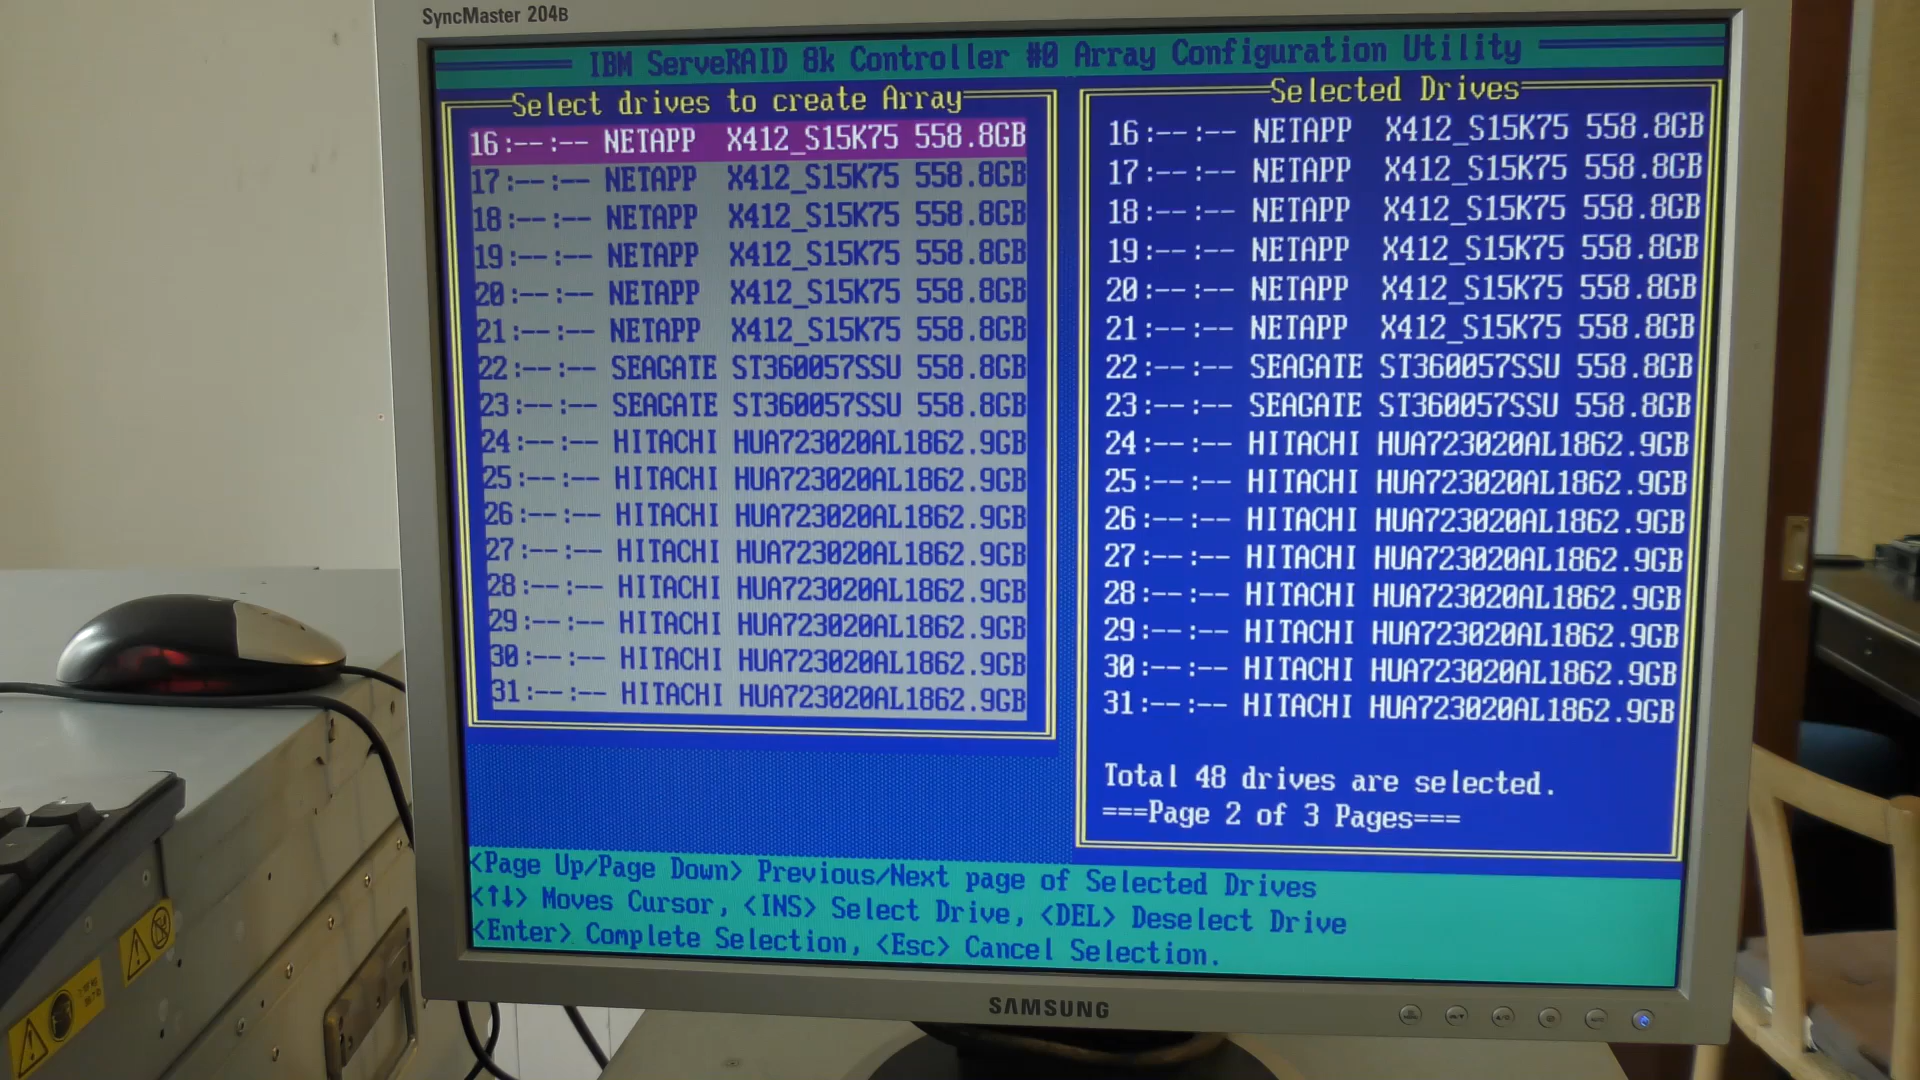 SyncMaster 204B
IBM ServeRAID 8k Controller #0 Array Configuration Utility
Select drives to create Array
16:--:-- NETAPP X412_S15K75 558.8GB
17:--:-- NETAPP X412_S15K75 558.8GB
18:--:-- NETAPP X412_S15K75 558.8GB
19:--:-- NETAPP X412_S15K75 558.8GB
20:--:-- NETAPP X412_S15K75 558.8GB
21:--:-- NETAPP X412_S15K75 558.8GB
22:--:-- SEAGATE ST360057SSU 558.8GB
23:--:-- SEAGATE ST360057SSU 558.8GB
24:--:-- HITACHI HUA723020AL1862.9GB
25:--:-- HITACHI HUA723020AL1862.9GB
26:--:-- HITACHI HUA723020AL1862.9GB
27:--:-- HITACHI HUA723020AL1862.9GB
28:--:-- HITACHI HUA723020AL1862.9GB
29:--:-- HITACHI HUA723020AL1862.9GB
30:--:-- HITACHI HUA723020AL1862.9GB
31:--:-- HITACHI HUA723020AL1862.9GB
Selected Drives
16:--:-- NETAPP X412_S15K75 558.8GB
17:--:-- NETAPP X412_S15K75 558.8GB
18:--:-- NETAPP X412_S15K75 558.8GB
19:--:-- NETAPP X412_S15K75 558.8GB
20:--:-- NETAPP X412_S15K75 558.8GB
21:--:-- NETAPP X412_S15K75 558.8GB
22:--:-- SEAGATE ST360057SSU 558.8GB
23:--:-- SEAGATE ST360057SSU 558.8GB
24:--:-- HITACHI HUA723020AL1862.9GB
25:--:-- HITACHI HUA723020AL1862.9GB
26:--:-- HITACHI HUA723020AL1862.9GB
27:--:-- HITACHI HUA723020AL1862.9GB
28:--:-- HITACHI HUA723020AL1862.9GB
29:--:-- HITACHI HUA723020AL1862.9GB
30:--:-- HITACHI HUA723020AL1862.9GB
31:--:-- HITACHI HUA723020AL1862.9GB
Total 48 drives are selected.
===Page 2 of 3 Pages===
<Page Up/Page Down> Previous/Next page of Selected Drives
<↑↓> Moves Cursor, <INS> Select Drive, <DEL> Deselect Drive
<Enter> Complete Selection, <Esc> Cancel Selection.
SAMSUNG